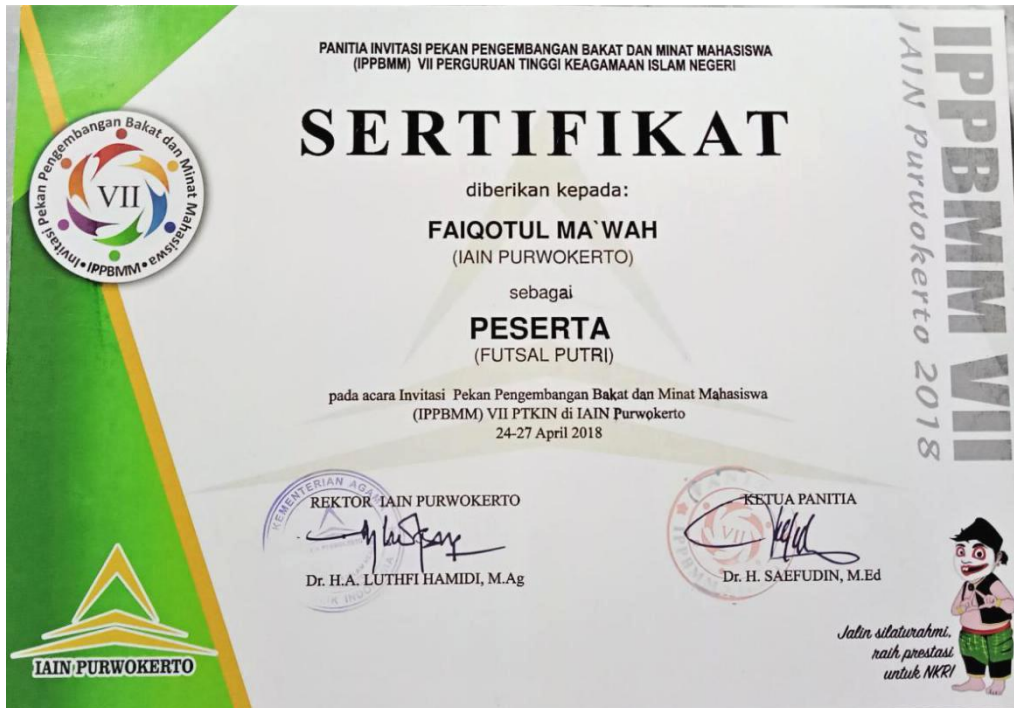 PANITIA INVITASI PEKAN PENGEMBANGAN BAKAT DAN MINAT MAHASISWA
(IPPBMM) VII PERGURUAN TINGGI KEAGAMAAN ISLAM NEGERI
SERTIFIKAT
diberikan kepada:
FAIQOTUL MA`WAH
(IAIN PURWOKERTO)
sebagai
PESERTA
(FUTSAL PUTRI)
pada acara Invitasi Pekan Pengembangan Bakat dan Minat Mahasiswa
(IPPBMM) VII PTKIN di IAIN Purwokerto
24-27 April 2018
REKTOR IAIN PURWOKERTO
KEMENTERIAN AGAMA
Dr. H.A. LUTHFI HAMIDI, M.Ag
KETUA PANITIA
VII
IPPBMM
Dr. H. SAEFUDIN, M.Ed
Invitasi Pekan Pengembangan Bakat dan Minat Mahasiswa
VII
IPPBMM
IAIN PURWOKERTO
IPPBMM VII
IAIN Purwokerto 2018
Jalin silaturahmi,
raih prestasi
untuk NKRI